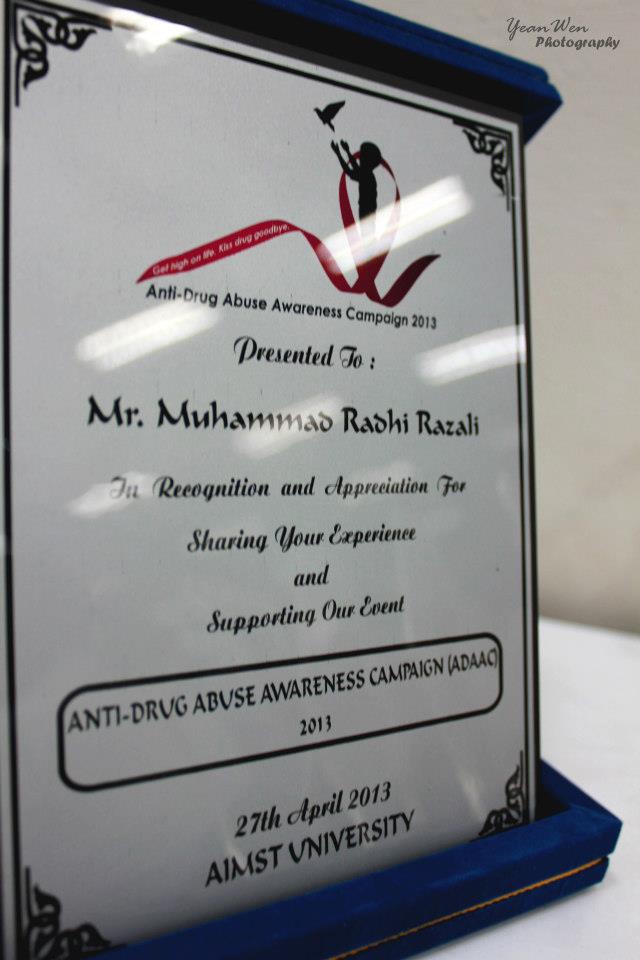 YeanWen
Photography
Get high on life. Kiss drug goodbye.
Anti-Drug Abuse Awareness Campaign 2013
Presented To :
Mr. Muhammad Radhi Razali
In Recognition and Appreciation For
Sharing Your Experience
and
Supporting Our Event
ANTI-DRUG ABUSE AWARENESS CAMPAIGN (ADAAC)
2013
27th April 2013
AIMST UNIVERSITY